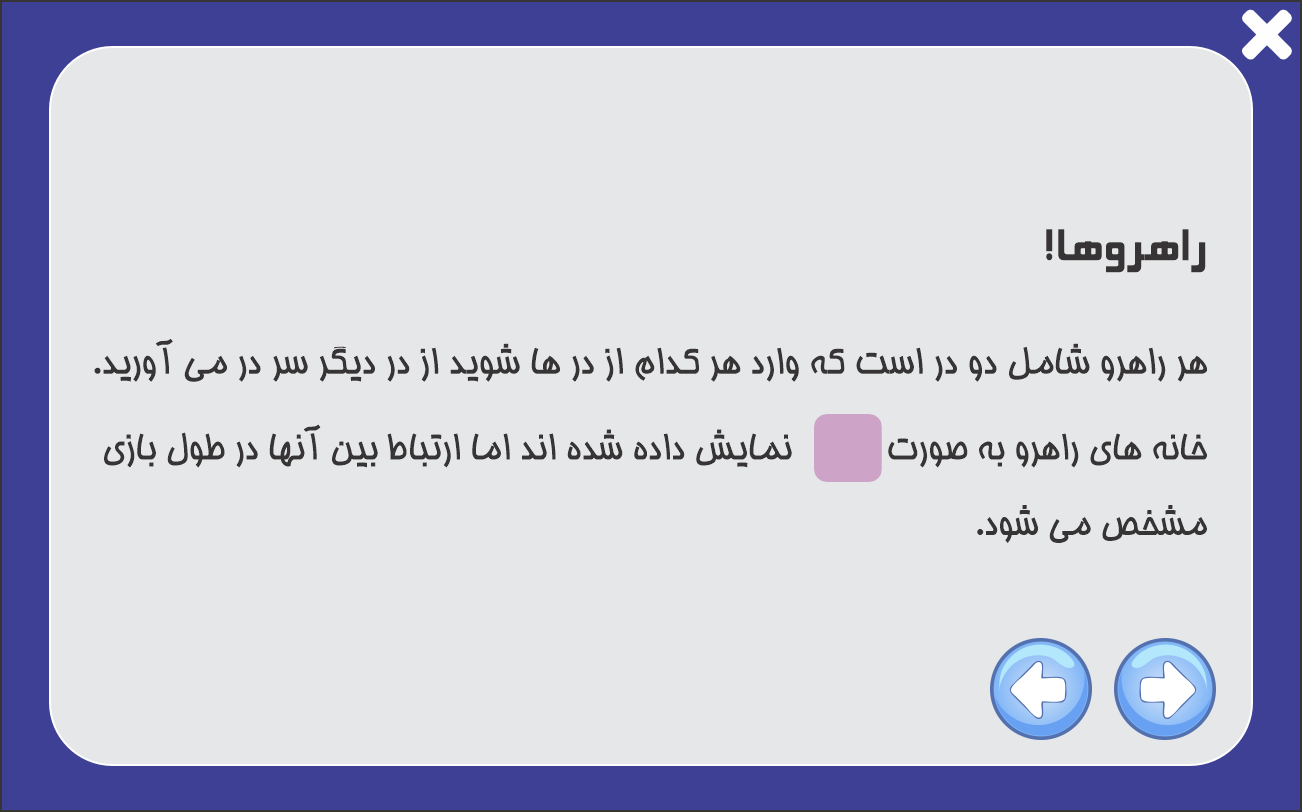 راهروها!
هر راهرو شامل دو در است که وارد هر کدام از در ها شوید از در دیگر سر در می آورید.
خانه های راهرو به صورت نمایش داده شده اند اما ارتباط بین آنها در طول بازی
مشخص می شود.